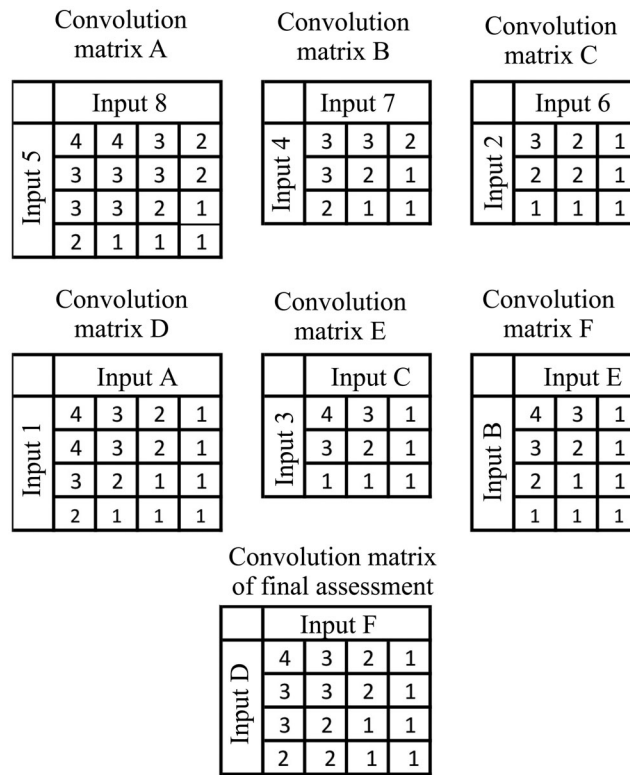 Convolution
matrix A
Input 8
Input 5
4 4 3 2
3 3 3 2
3 3 2 1
2 1 1 1
Convolution
matrix B
Input 7
Input 4
3 3 2
3 2 1
2 1 1
Convolution
matrix C
Input 6
Input 2
3 2 1
2 2 1
1 1 1
Convolution
matrix D
Input A
Input 1
4 3 2 1
4 3 2 1
3 2 1 1
2 1 1 1
Convolution
matrix E
Input C
Input 3
4 3 1
3 2 1
1 1 1
Convolution
matrix F
Input E
Input B
4 3 1
3 2 1
2 1 1
1 1 1
Convolution matrix
of final assessment
Input F
Input D
4 3 2 1
3 3 2 1
3 2 1 1
2 2 1 1